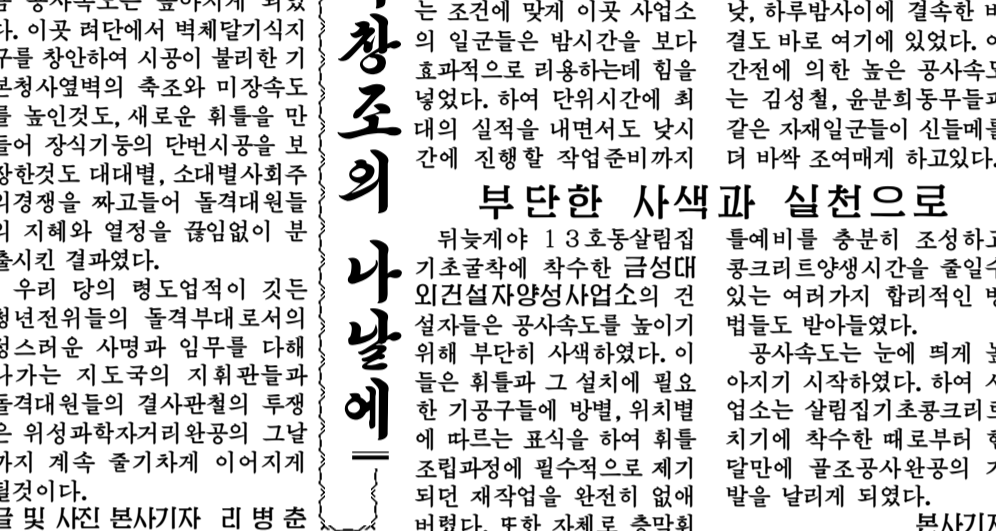 다. 이곳 려단에서 벽체달기식지
구를 창안하여 시공이 불리한 기
본청사옆벽의 축조와 미장속도
를 높인것도, 새로운 휘틀을 만
들어 장식기둥의 단번시공을 보
장한것도 대대별, 소대별사회주
의경쟁을 짜고들어 돌격대원들
의 지혜와 열정을 끊임없이 분
출시킨 결과였다.
우리 당의 령도업적이 깃든
청년전위들의 돌격부대로서의
스러운 사명과 임무를 다해
나가는 지도국의 지휘관들과
돌격대원들의 결사관철의 투쟁
은 위성과학자거리완공의 그날
까지 계속 줄기차게 이어지게
될것이다.
글 및 사진 본사기자 리 병 춘
창조의 나날에
는 조건에 맞게 이곳 사업소
의 일군들은 밤시간을 보다
효과적으로 리용하는데 힘을
넣었다. 하여 단위시간에 최
대의 실적을 내면서도 낮시
간에 진행할 작업준비까지
낮, 하루밤사이에 결속한
결도 바로 여기에 있었다.
간전에 의한 높은 공사속도
는 김성철, 윤분희동무들과
같은 자재일군들이 신들메를
더 바싹 조여매게 하고있다.
부단한 사색과 실천으로
뒤늦게야 13호동살림집
기초굴착에 착수한 금성대
외건설자양성사업소의 건
설자들은 공사속도를 높이기
위해 부단히 사색하였다. 이
들은 휘틀과 그 설치에 필요
한 기공구들에 방별, 위치별
에 따르는 표식을 하여 휘틀
조립과정에 필수적으로 제기
되던 재작업을 완전히 없애
버렸다. 또한 자체로 층막휘
틀예비를 충분히 조성하고
콩크리트양생시간을 줄일수
있는 여러가지 합리적인
법들도 받아들였다.
공사속도는 눈에 띄게
아지기 시작하였다. 하여
업소는 살림집기초콩크리트
치기에 착수한 때로부터
달만에 골조공사완공의
발을 날리게 되였다.
본사기자